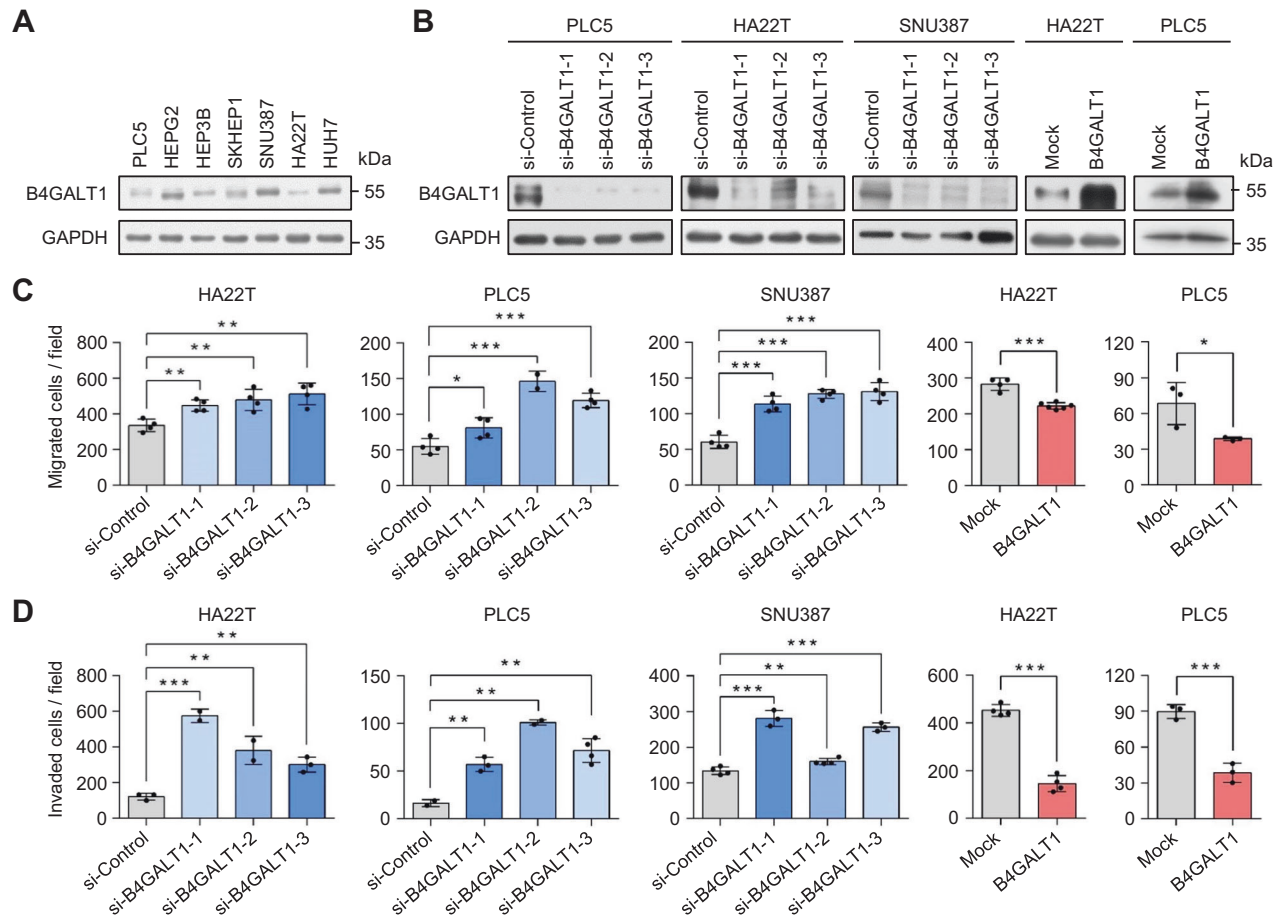 A
PLC5
HEPG2
HEP3B
SKHEP1
SNU387
HA22T
HUH7
kDa
B4GALT1
55
GAPDH
35
B
PLC5
HA22T
SNU387
HA22T
PLC5
si-Control
si-B4GALT1-1
si-B4GALT1-2
si-B4GALT1-3
si-Control
si-B4GALT1-1
si-B4GALT1-2
si-B4GALT1-3
si-Control
si-B4GALT1-1
si-B4GALT1-2
si-B4GALT1-3
Mock
B4GALT1
Mock
B4GALT1
kDa
B4GALT1
55
GAPDH
35
C
HA22T
Migrated cells / field
800
600
400
200
0
**
**
**
si-Control
si-B4GALT1-1
si-B4GALT1-2
si-B4GALT1-3
PLC5
200
150
100
50
0
***
***
*
si-Control
si-B4GALT1-1
si-B4GALT1-2
si-B4GALT1-3
SNU387
200
150
100
50
0
***
***
***
si-Control
si-B4GALT1-1
si-B4GALT1-2
si-B4GALT1-3
HA22T
400
300
200
100
0
***
Mock
B4GALT1
PLC5
120
90
60
30
0
*
Mock
B4GALT1
D
HA22T
Invaded cells / field
800
600
400
200
0
**
**
***
si-Control
si-B4GALT1-1
si-B4GALT1-2
si-B4GALT1-3
PLC5
150
100
50
0
**
**
**
si-Control
si-B4GALT1-1
si-B4GALT1-2
si-B4GALT1-3
SNU387
400
300
200
100
0
***
**
***
si-Control
si-B4GALT1-1
si-B4GALT1-2
si-B4GALT1-3
HA22T
600
400
200
0
***
Mock
B4GALT1
PLC5
120
90
60
30
0
***
Mock
B4GALT1